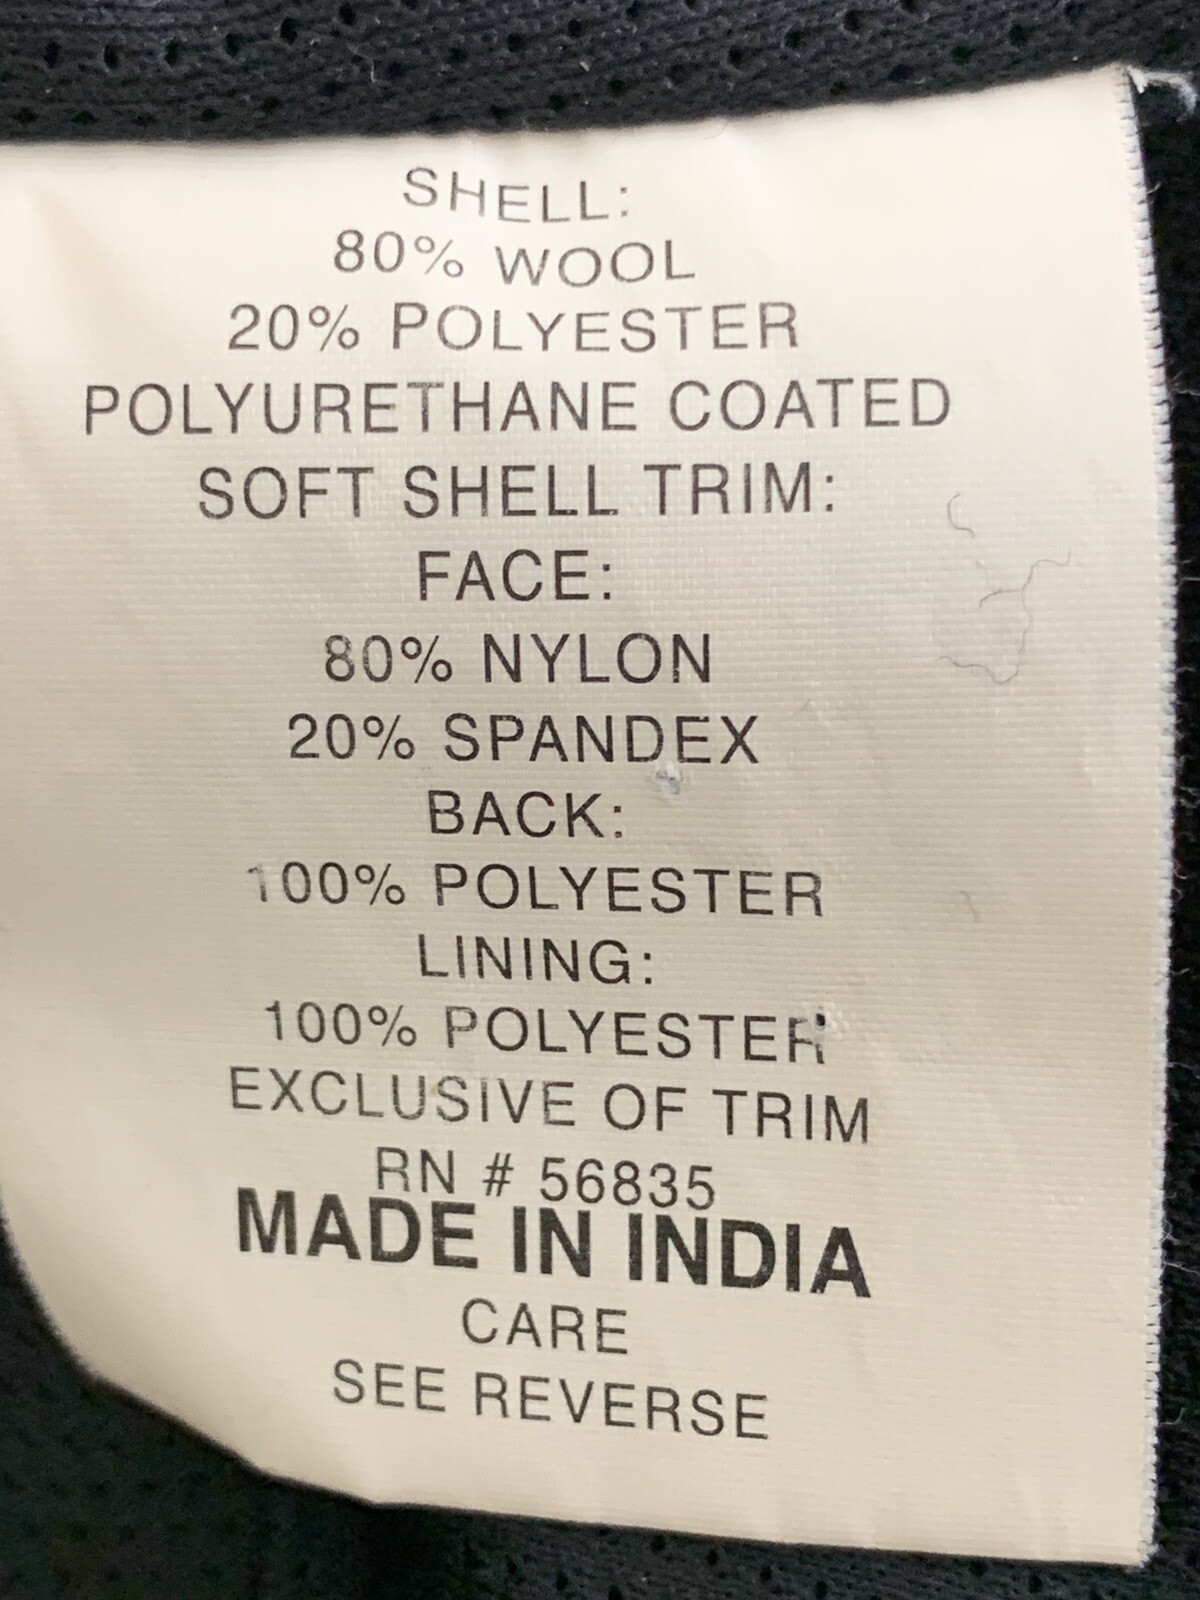 SHELL:
80% WOOL
20% POLYESTER
POLYURETHANE COATED
SOFT SHELL TRIM:
FACE:
80% NYLON
20% SPANDEX
BACK:
100% POLYESTER
LINING:
100% POLYESTER
EXCLUSIVE OF TRIM
RN # 56835
MADE IN INDIA
CARE
SEE REVERSE